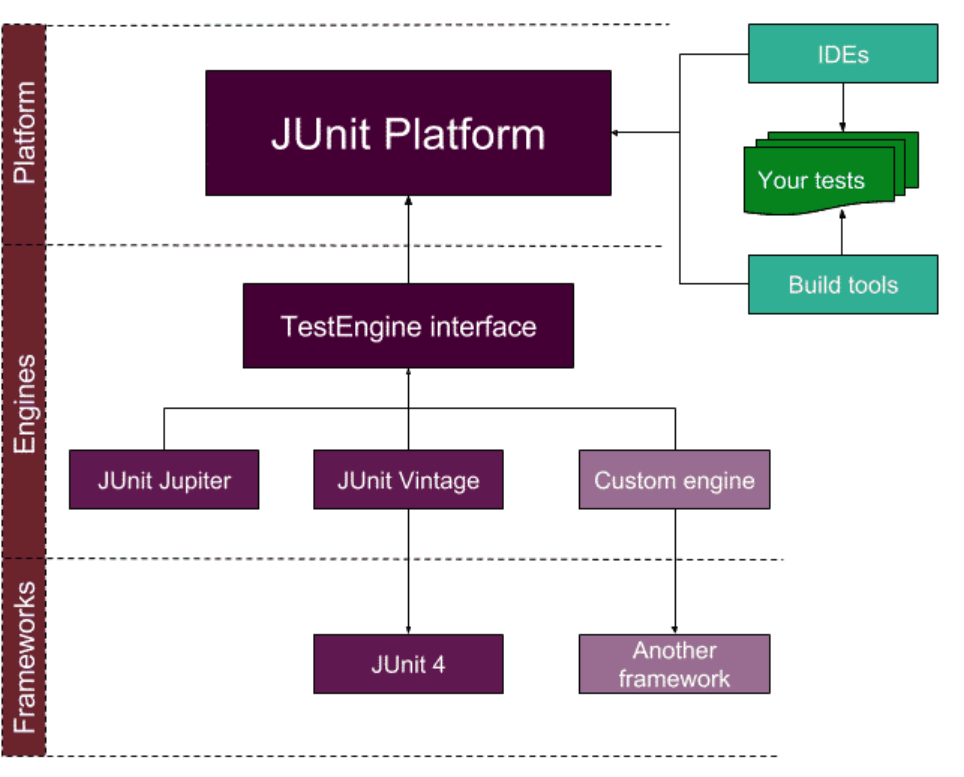 Platform
JUnit Platform
IDEs
Your tests
Build tools
Engines
TestEngine interface
JUnit Jupiter
JUnit Vintage
Custom engine
Frameworks
JUnit 4
Another
framework